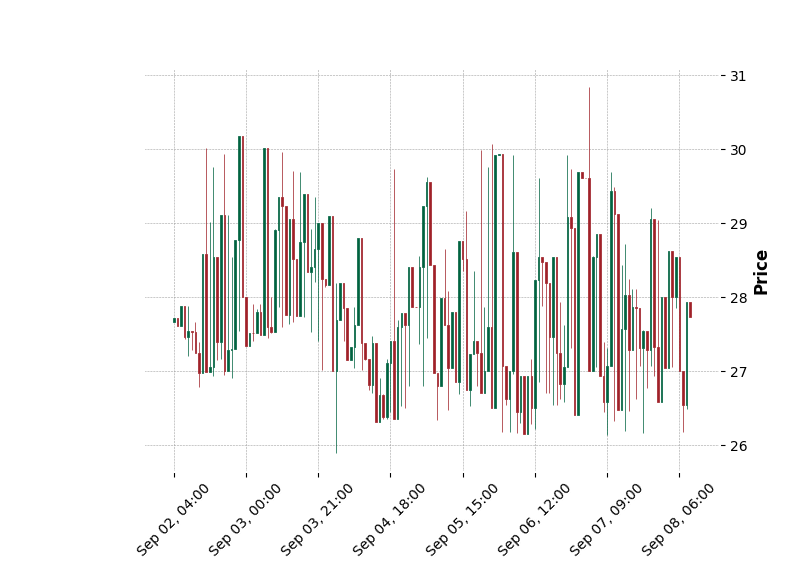 31
30
29
28
27
26
Price
Sep 02, 04:00
Sep 03, 00:00
Sep 03, 21:00
Sep 04, 18:00
Sep 05, 15:00
Sep 06, 12:00
Sep 07, 09:00
Sep 08, 06:00